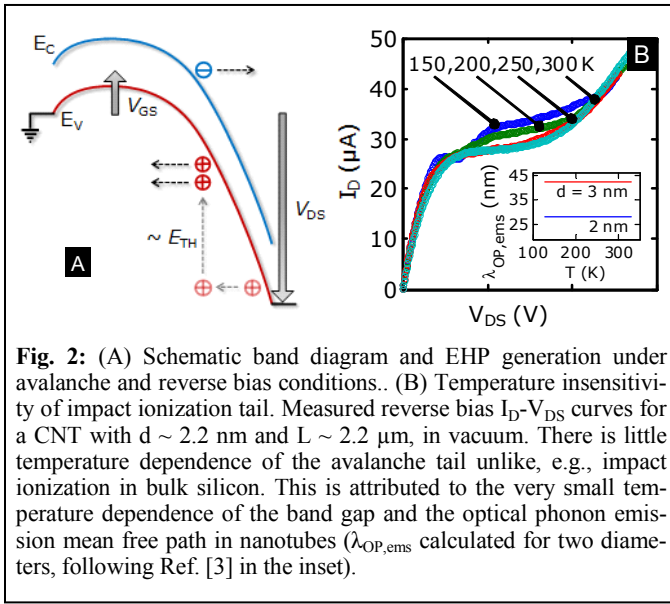 E_C
E_V
V_GS
~ E_TH
V_DS
A
50
40
30
20
10
0
I_D (µA)
V_DS (V)
150,200,250,300 K
B
λ_OP,ems (nm)
42
35
25
d = 3 nm
2 nm
100
200
300
T (K)
Fig. 2: (A) Schematic band diagram and EHP generation under
avalanche and reverse bias conditions.. (B) Temperature insensitivi-
ty of impact ionization tail. Measured reverse bias I_D-V_DS curves for
a CNT with d ~ 2.2 nm and L ~ 2.2 µm, in vacuum. There is little
temperature dependence of the avalanche tail unlike, e.g., impact
ionization in bulk silicon. This is attributed to the very small tem-
perature dependence of the band gap and the optical phonon emis-
sion mean free path in nanotubes (λ_OP,ems calculated for two diame-
ters, following Ref. [3] in the inset).